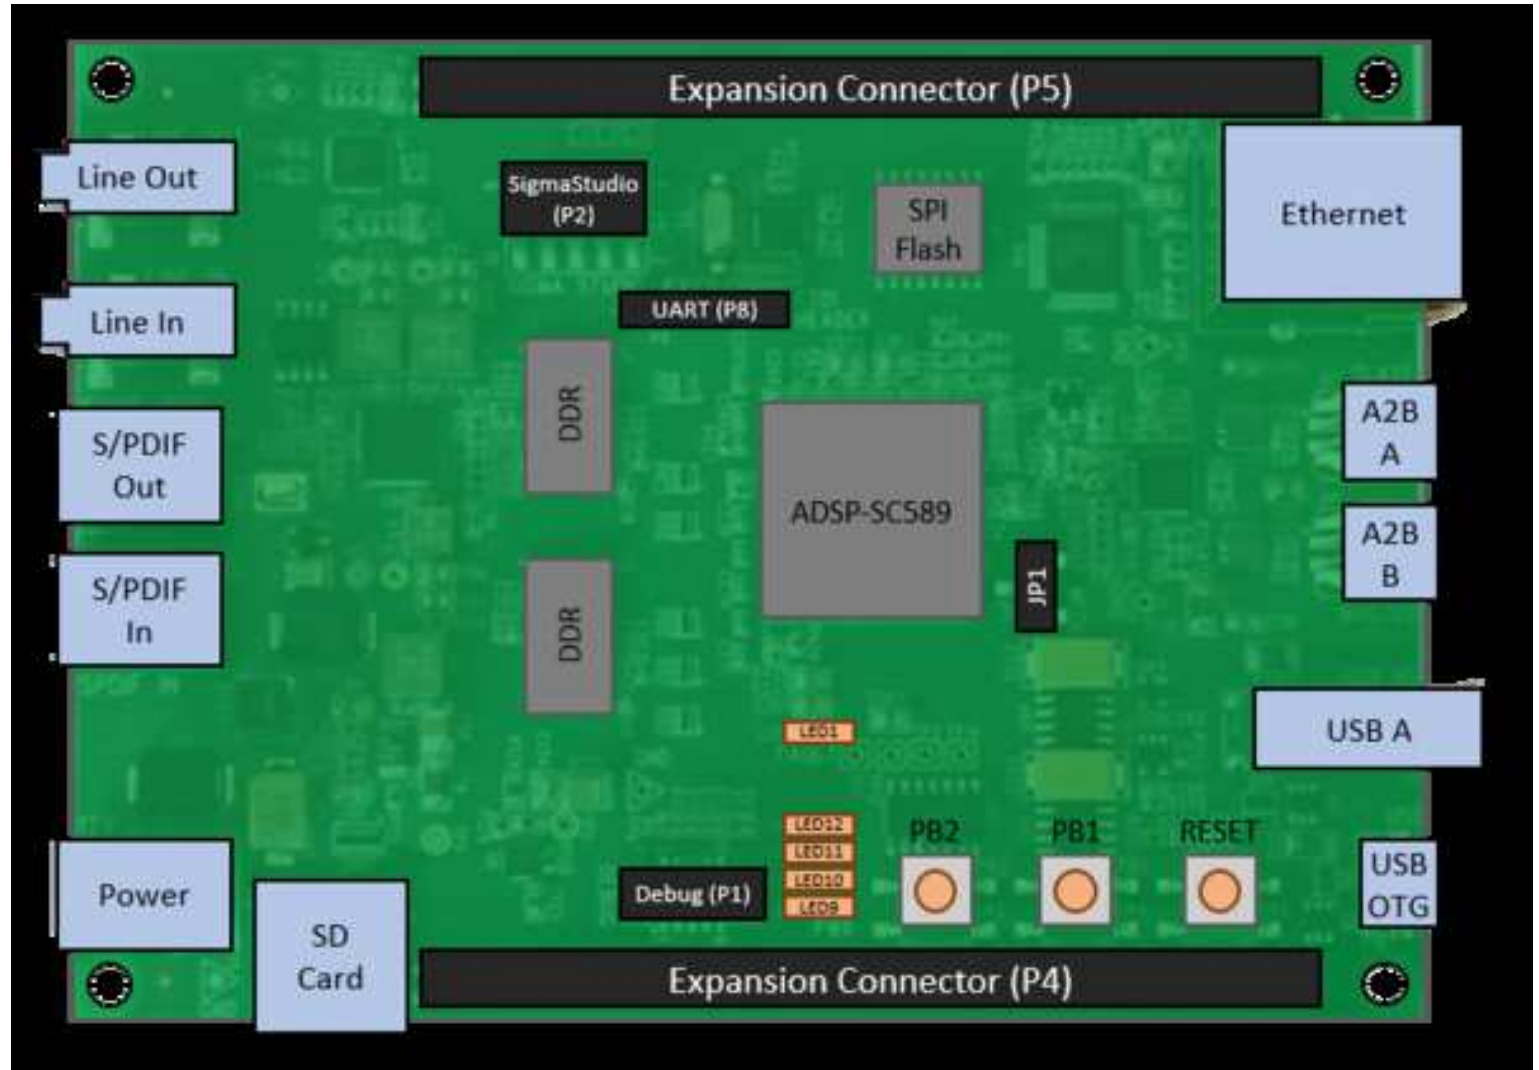 Expansion Connector (P5)
Line Out
SigmaStudio
(P2)
SPI
Flash
Ethernet
Line In
UART (P8)
DDR
A2B
A
S/PDIF
Out
ADSP-SC589
A2B
B
JP1
S/PDIF
In
DDR
LED1
USB A
LED12
LED11
LED10
LED9
PB2
PB1
RESET
Power
Debug (P1)
USB
OTG
SD
Card
Expansion Connector (P4)